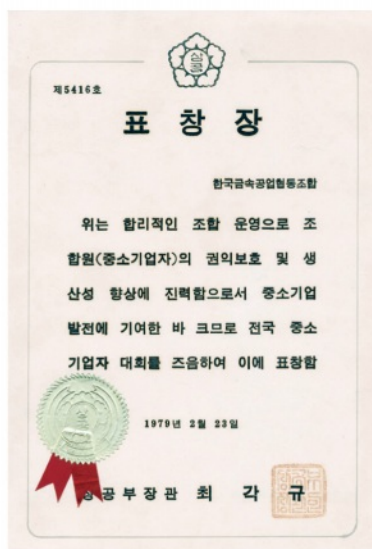 상공
제5416호
표 창 장
한국금속공업협동조합
위는 합리적인 조합 운영으로 조
합원(중소기업자)의 권익보호 및 생
산성 향상에 진력함으로서 중소기업
발전에 기여한 바 크므로 전국 중소
기업자 대회를 즈음하여 이에 표창함
1979년 2월 23일
상공부장관 최 각 규